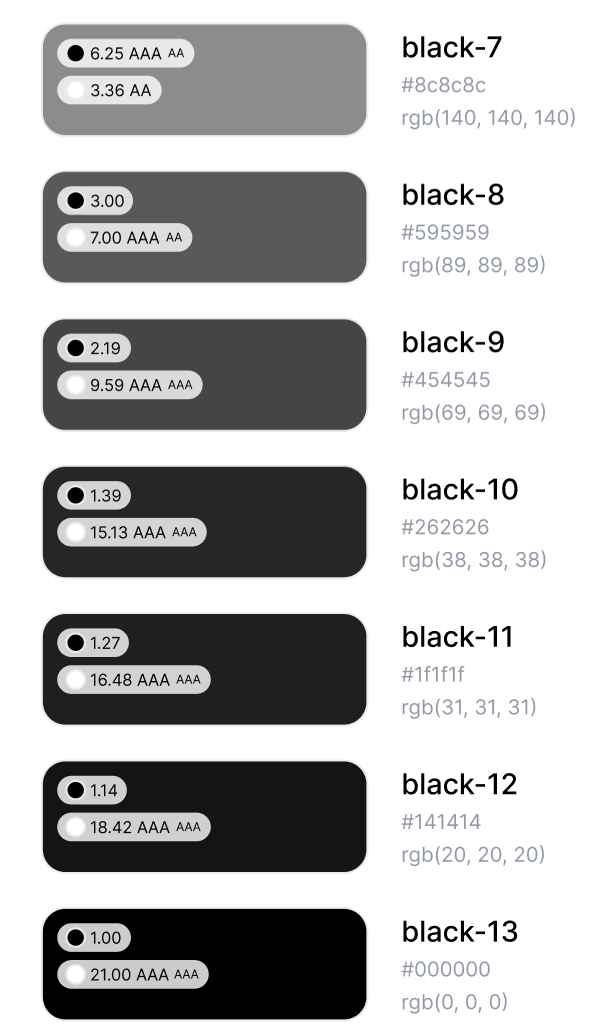 6.25 AAA AA
3.36 AA
black-7
#8c8c8c
rgb(140, 140, 140)
3.00
7.00 AAA AA
black-8
#595959
rgb(89, 89, 89)
2.19
9.59 AAA AAA
black-9
#454545
rgb(69, 69, 69)
1.39
15.13 AAA AAA
black-10
#262626
rgb(38, 38, 38)
1.27
16.48 AAA AAA
black-11
#1f1f1f
rgb(31, 31, 31)
1.14
18.42 AAA AAA
black-12
#141414
rgb(20, 20, 20)
1.00
21.00 AAA AAA
black-13
#000000
rgb(0, 0, 0)